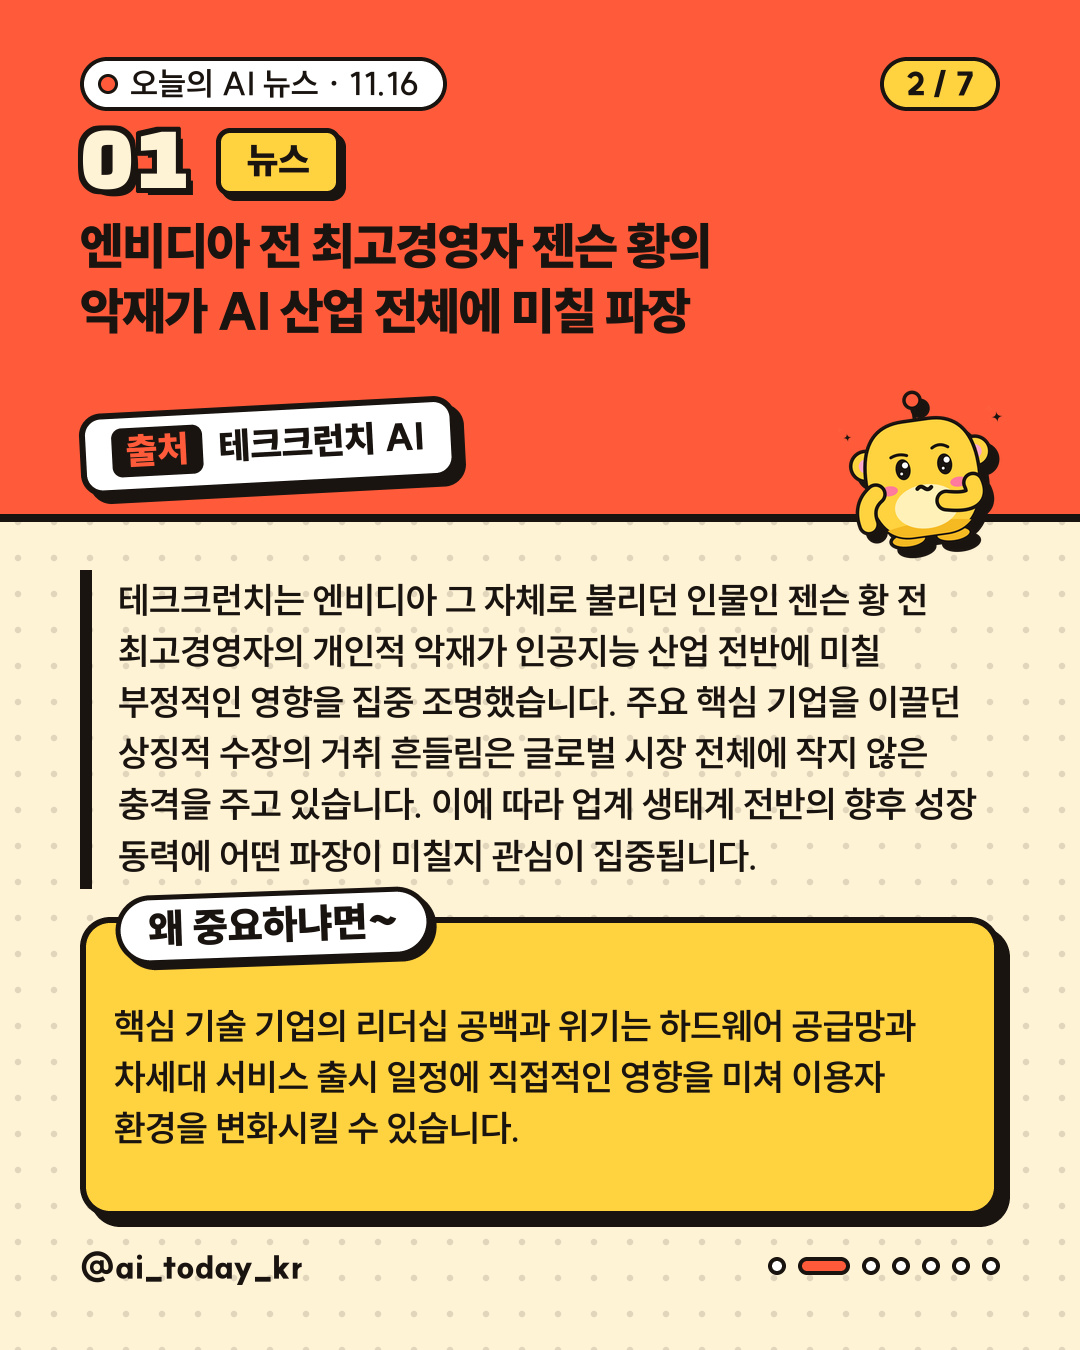 오늘의 AI 뉴스 · 11.16
2 / 7
01
뉴스
엔비디아 전 최고경영자 젠슨 황의
악재가 AI 산업 전체에 미칠 파장
출처 테크크런치 AI
테크크런치는 엔비디아 그 자체로 불리던 인물인 젠슨 황 전
최고경영자의 개인적 악재가 인공지능 산업 전반에 미칠
부정적인 영향을 집중 조명했습니다. 주요 핵심 기업을 이끌던
상징적 수장의 거취 흔들림은 글로벌 시장 전체에 작지 않은
충격을 주고 있습니다. 이에 따라 업계 생태계 전반의 향후 성장
동력에 어떤 파장이 미칠지 관심이 집중됩니다.
왜 중요하냐면~
핵심 기술 기업의 리더십 공백과 위기는 하드웨어 공급망과
차세대 서비스 출시 일정에 직접적인 영향을 미쳐 이용자
환경을 변화시킬 수 있습니다.
@ai_today_kr